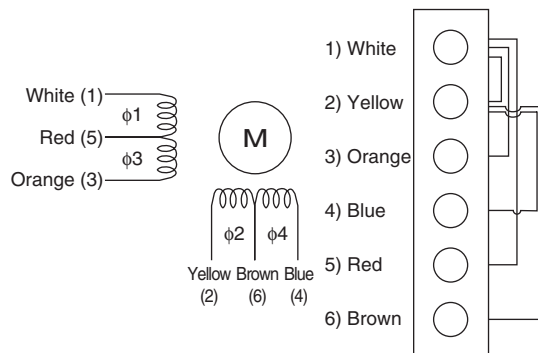 White (1)
ϕ1
Red (5)
ϕ3
Orange (3)
M
ϕ2
ϕ4
Yellow Brown Blue
(2) (6) (4)
1) White
2) Yellow
3) Orange
4) Blue
5) Red
6) Brown